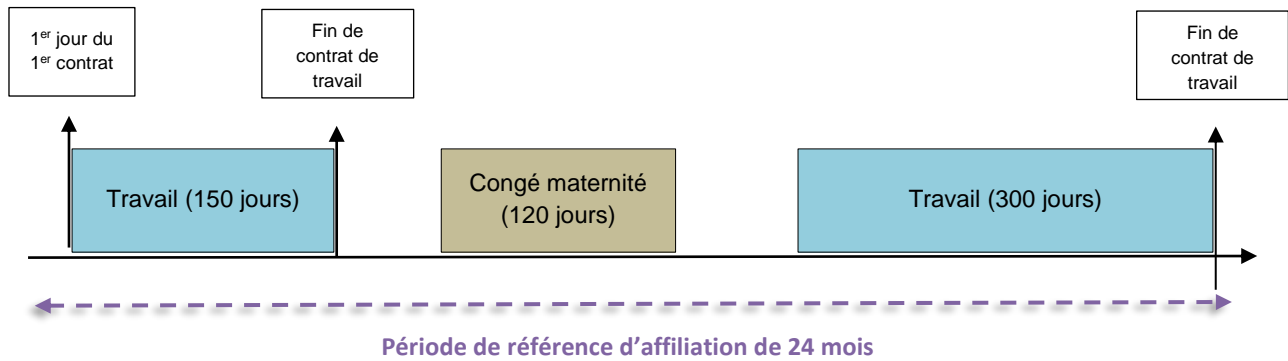 1er jour du
1er contrat
Fin de
contrat de
travail
Fin de
contrat de
travail
Travail (150 jours)
Congé maternité
(120 jours)
Travail (300 jours)
Période de référence d’affiliation de 24 mois